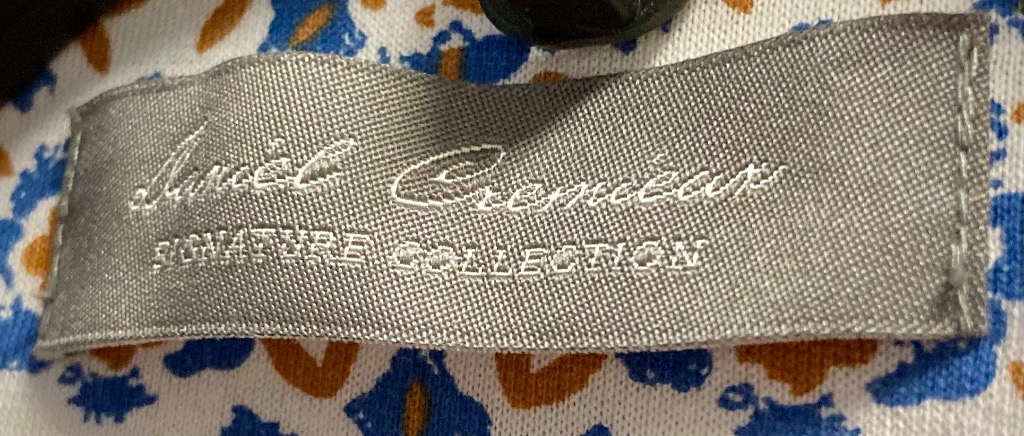 Daniel Cremieux
SIGNATURE COLLECTION